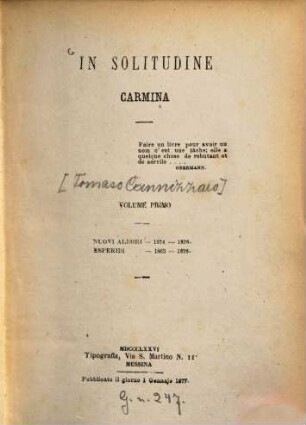 IN SOLITUDINE
CARMINA
Faire un livre pour avoir un
nom c'est une tâche; elle a
quelque chose de rebutant et
de servile . . . .
OBERMANN.
[Tomaso Cannizzaro]
VOLUME PRIMO
NUOVI ALBORI — 1874 — 1876-
ESPERIDI — 1862 — 1876-
MDCCCLXXVI
Tipografia, Via S. Martino N. 11
MESSINA
Pubblicato il giorno 1 Gennajo 1877.
G. n. 247.